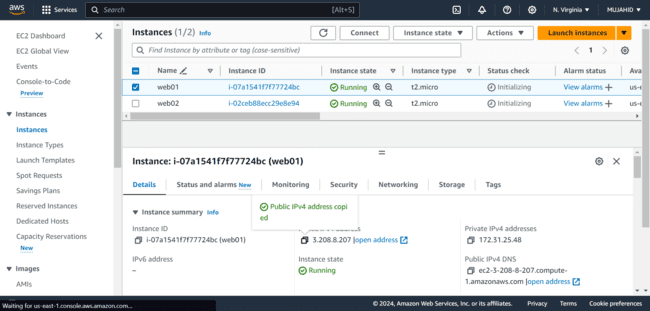 aws
Services
Search
[Alt+S]
N. Virginia
MUJAHID
EC2 Dashboard
EC2 Global View
Events
Console-to-Code
Preview
Instances
Instances
Instance Types
Launch Templates
Spot Requests
Savings Plans
Reserved Instances
Dedicated Hosts
Capacity Reservations
New
Images
AMIs
Instances (1/2) Info
Connect
Instance state
Actions
Launch instances
Find Instance by attribute or tag (case-sensitive)
1
Name Instance ID Instance state Instance type Status check Alarm status Ava
web01 i-07a1541f7f77724bc Running t2.micro Initializing View alarms + us-e
web02 i-02ceb88ecc29e8e94 Running t2.micro Initializing View alarms + us-e
Instance: i-07a1541f7f77724bc (web01)
Details Status and alarms New Monitoring Security Networking Storage Tags
Public IPv4 address copi
ed
Instance summary Info
Instance ID
i-07a1541f7f77724bc (web01)
3.208.8.207 |open address
Private IPv4 addresses
172.31.25.48
IPv6 address
–
Instance state
Running
Public IPv4 DNS
ec2-3-208-8-207.compute-
1.amazonaws.com |open address
Waiting for us-east-1.console.aws.amazon.com...
© 2024, Amazon Web Services, Inc. or its affiliates. Privacy Terms Cookie preferences